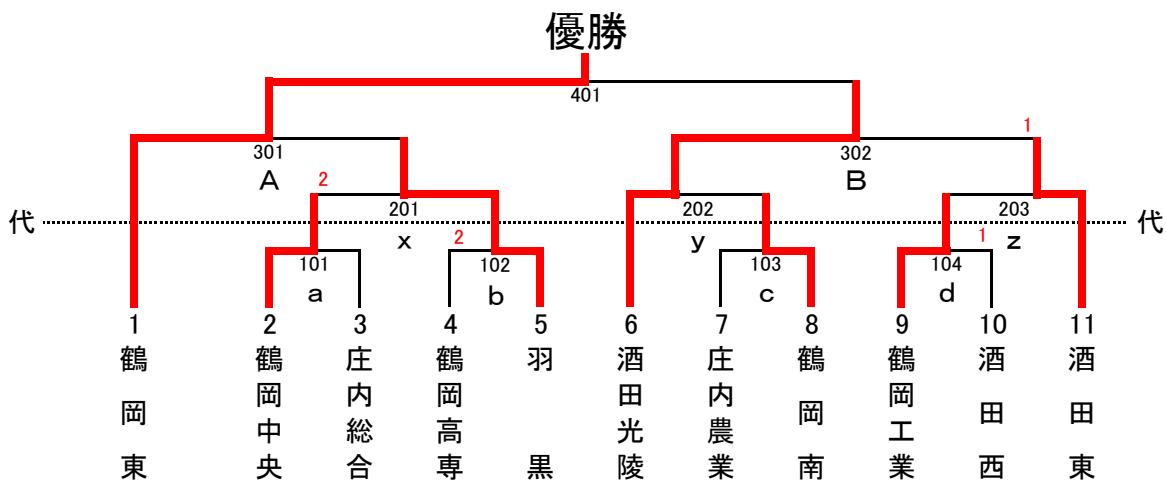 優勝
401
1
301
302
A
B
2
201
202
203
代
代
x
2
y
1
z
101
102
103
104
a
b
c
d
1
2
3
4
5
6
7
8
9
10
11
鶴岡東
鶴岡中央
庄内総合
鶴岡高専
羽黒
酒田光陵
庄内農業
鶴岡南
鶴岡工業
酒田西
酒田東